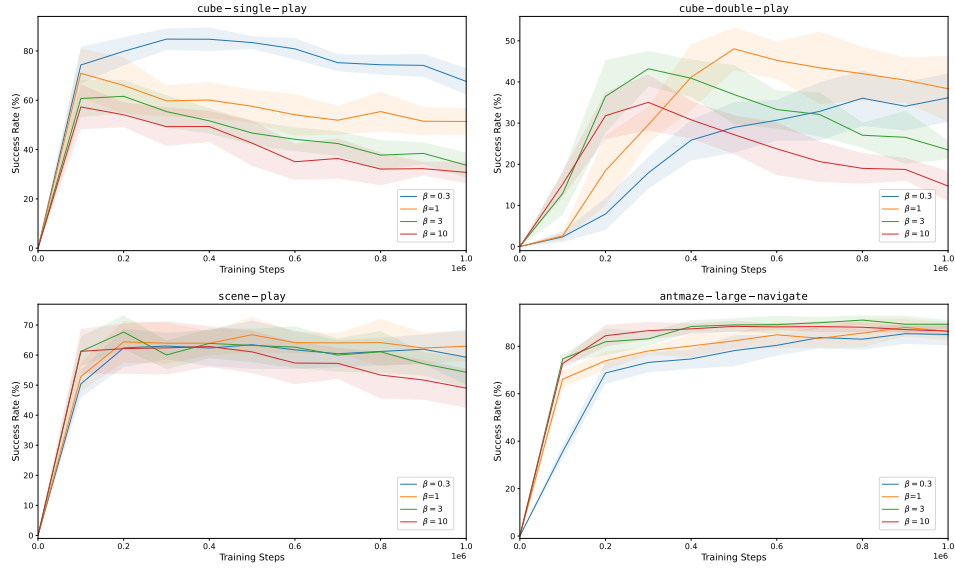 cube-single-play
Success Rate (%)
80
60
40
20
0
β = 0.3
β=1
β = 3
β = 10
0.0
0.2
0.4
0.6
0.8
1.0
1e6
Training Steps
cube-double-play
Success Rate (%)
50
40
30
20
10
0
β = 0.3
β=1
β = 3
β = 10
0.0
0.2
0.4
0.6
0.8
1.0
1e6
Training Steps
scene-play
Success Rate (%)
70
60
50
40
30
20
10
0
β = 0.3
β=1
β = 3
β = 10
0.0
0.2
0.4
0.6
0.8
1.0
1e6
Training Steps
antmaze-large-navigate
Success Rate (%)
80
60
40
20
0
β = 0.3
β=1
β = 3
β = 10
0.0
0.2
0.4
0.6
0.8
1.0
1e6
Training Steps